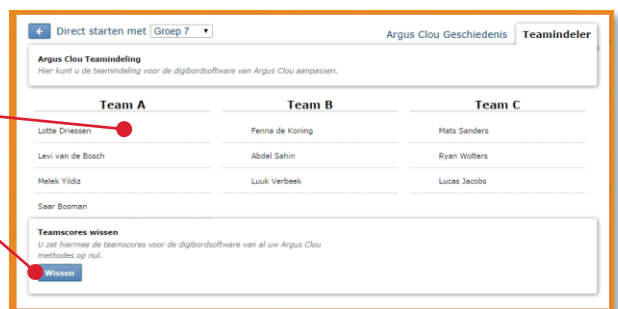 Direct starten met Groep 7
Argus Clou Geschiedenis Teamindeler
Argus Clou Teamindeling
Hier kunt u de teamindeling voor de digibordsoftware van Argus Clou aanpassen.
Team A Team B Team C
Lotte Driessen Fenna de Koning Mats Sanders
Levi van de Bosch Abdel Sahin Ryan Wolters
Melek Yildiz Luuk Verbeek Lucas Jacobs
Saar Bosman
Teamscores wissen
U zet hiermee de teamscores voor de digibordsoftware van al uw Argus Clou
methodes op nul.
Wissen